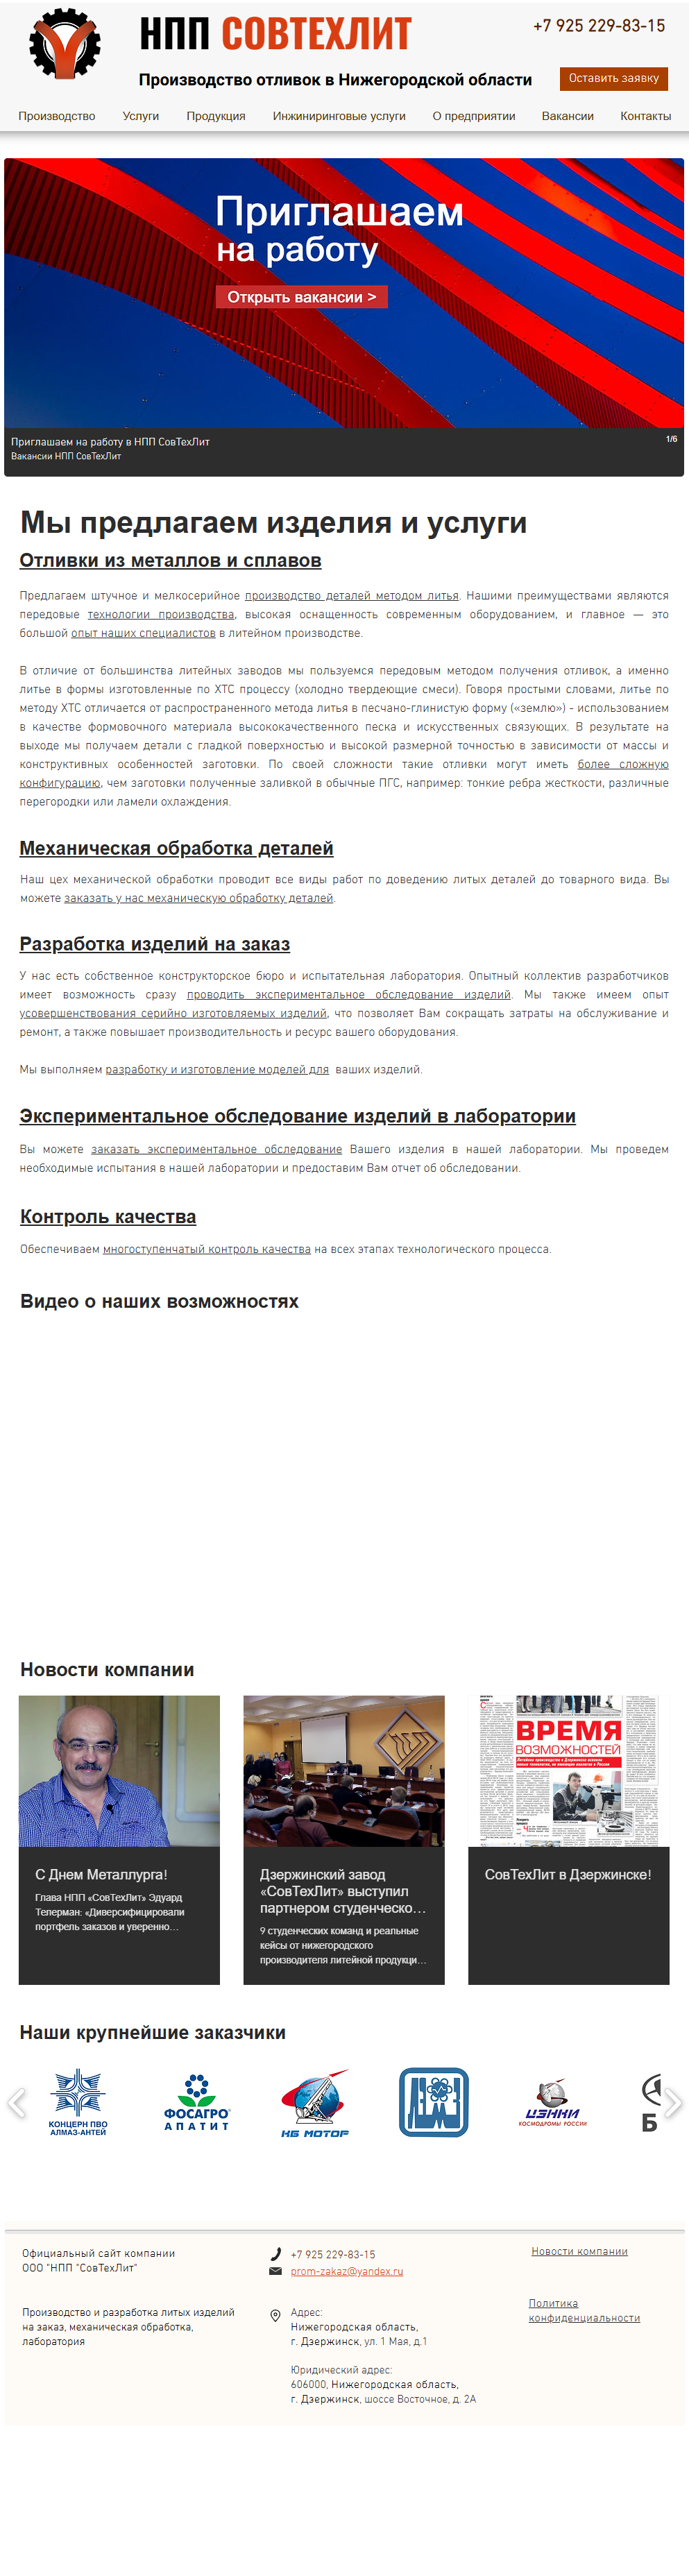 НПП СОВТЕХЛИТ
+7 925 229-83-15
Производство отливок в Нижегородской области
Оставить заявку
Производство Услуги Продукция Инжиниринговые услуги О предприятии Вакансии Контакты
Приглашаем
на работу
Открыть вакансии >
Приглашаем на работу в НПП СовТехЛит
1/6
Вакансии НПП СовТехЛит
Мы предлагаем изделия и услуги
Отливки из металлов и сплавов
Предлагаем штучное и мелкосерийное производство деталей методом литья. Нашими преимуществами являются
передовые технологии производства, высокая оснащенность современным оборудованием, и главное — это
большой опыт наших специалистов в литейном производстве.
В отличие от большинства литейных заводов мы пользуемся передовым методом получения отливок, а именно
литье в формы изготовленные по ХТС процессу (холодно твердеющие смеси). Говоря простыми словами, литье по
методу ХТС отличается от распространенного метода литья в песчано-глинистую форму («землю») - использованием
в качестве формовочного материала высококачественного песка и искусственных связующих. В результате на
выходе мы получаем детали с гладкой поверхностью и высокой размерной точностью в зависимости от массы и
конструктивных особенностей заготовки. По своей сложности такие отливки могут иметь более сложную
конфигурацию, чем заготовки полученные заливкой в обычные ПГС, например: тонкие ребра жесткости, различные
перегородки или ламели охлаждения.
Механическая обработка деталей
Наш цех механической обработки проводит все виды работ по доведению литых деталей до товарного вида. Вы
можете заказать у нас механическую обработку деталей.
Разработка изделий на заказ
У нас есть собственное конструкторское бюро и испытательная лаборатория. Опытный коллектив разработчиков
имеет возможность сразу проводить экспериментальное обследование изделий. Мы также имеем опыт
усовершенствования серийно изготовляемых изделий, что позволяет Вам сокращать затраты на обслуживание и
ремонт, а также повышает производительность и ресурс вашего оборудования.
Мы выполняем разработку и изготовление моделей для ваших изделий.
Экспериментальное обследование изделий в лаборатории
Вы можете заказать экспериментальное обследование Вашего изделия в нашей лаборатории. Мы проведем
необходимые испытания в нашей лаборатории и предоставим Вам отчет об обследовании.
Контроль качества
Обеспечиваем многоступенчатый контроль качества на всех этапах технологического процесса.
Видео о наших возможностях
Новости компании
ВРЕМЯ
ВОЗМОЖНОСТЕЙ
С Днем Металлурга!
Глава НПП «СовТехЛит» Эдуард
Теперман: «Диверсифицировали
портфель заказов и уверенно…
Дзержинский завод
«СовТехЛит» выступил
партнером студенческо…
9 студенческих команд и реальные
кейсы от нижегородского
производителя литейной продукци…
СовТехЛит в Дзержинске!
Наши крупнейшие заказчики
КОНЦЕРН ПВО
АЛМАЗ-АНТЕЙ
ФОСАГРО®
АПАТИТ
НБ МОТОР
ЦЭНКИ
КОСМОДРОМЫ РОССИИ
Б
Официальный сайт компании
ООО "НПП "СовТехЛит"
+7 925 229-83-15
prom-zakaz@yandex.ru
Новости компании
Производство и разработка литых изделий
на заказ, механическая обработка,
лаборатория
Адрес:
Нижегородская область,
г. Дзержинск, ул. 1 Мая, д.1
Юридический адрес:
606000, Нижегородская область,
г. Дзержинск, шоссе Восточное, д. 2А
Политика
конфиденциальности